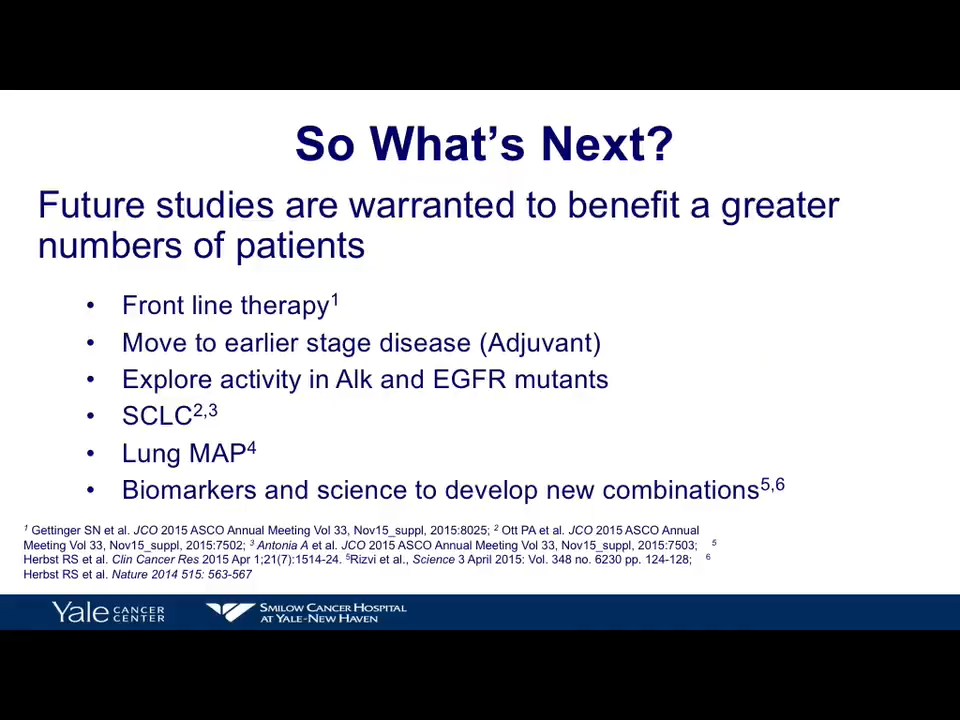 So What's Next?
Future studies are warranted to benefit a greater
numbers of patients
• Front line therapy1
• Move to earlier stage disease (Adjuvant)
• Explore activity in Alk and EGFR mutants
• SCLC2,3
• Lung MAP4
• Biomarkers and science to develop new combinations5,6
1 Gettinger SN et al. JCO 2015 ASCO Annual Meeting Vol 33, Nov15_suppl, 2015:8025; 2 Ott PA et al. JCO 2015 ASCO Annual
Meeting Vol 33, Nov15_suppl, 2015:7502; 3 Antonia A et al. JCO 2015 ASCO Annual Meeting Vol 33, Nov15_suppl, 2015:7503; 5
Herbst RS et al. Clin Cancer Res 2015 Apr 1;21(7):1514-24. 5Rizvi et al., Science 3 April 2015: Vol. 348 no. 6230 pp. 124-128; 6
Herbst RS et al. Nature 2014 515: 563-567
Yale CANCER CENTER
SMILOW CANCER HOSPITAL
AT YALE-NEW HAVEN